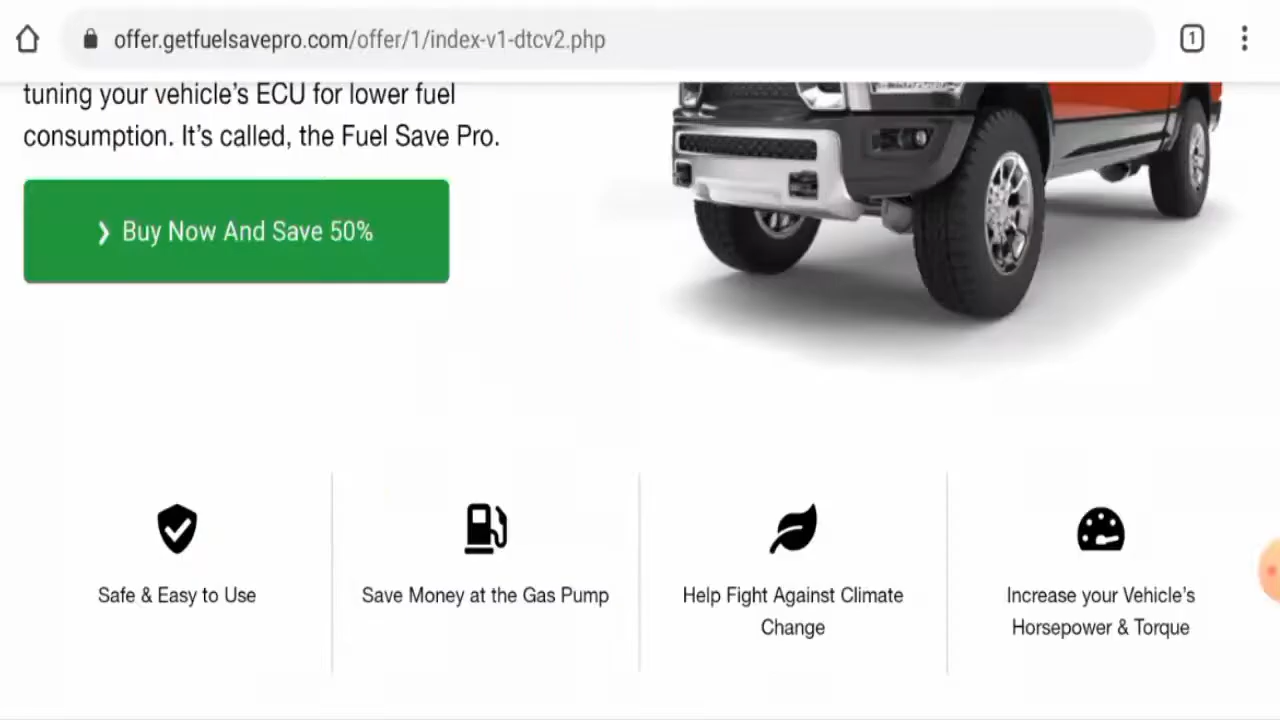 offer.getfuelsavepro.com/offer/1/index-v1-dtcv2.php
1
tuning your vehicle's ECU for lower fuel
consumption. It's called, the Fuel Save Pro.
❯ Buy Now And Save 50%
Safe & Easy to Use
Save Money at the Gas Pump
Help Fight Against Climate
Change
Increase your Vehicle's
Horsepower & Torque